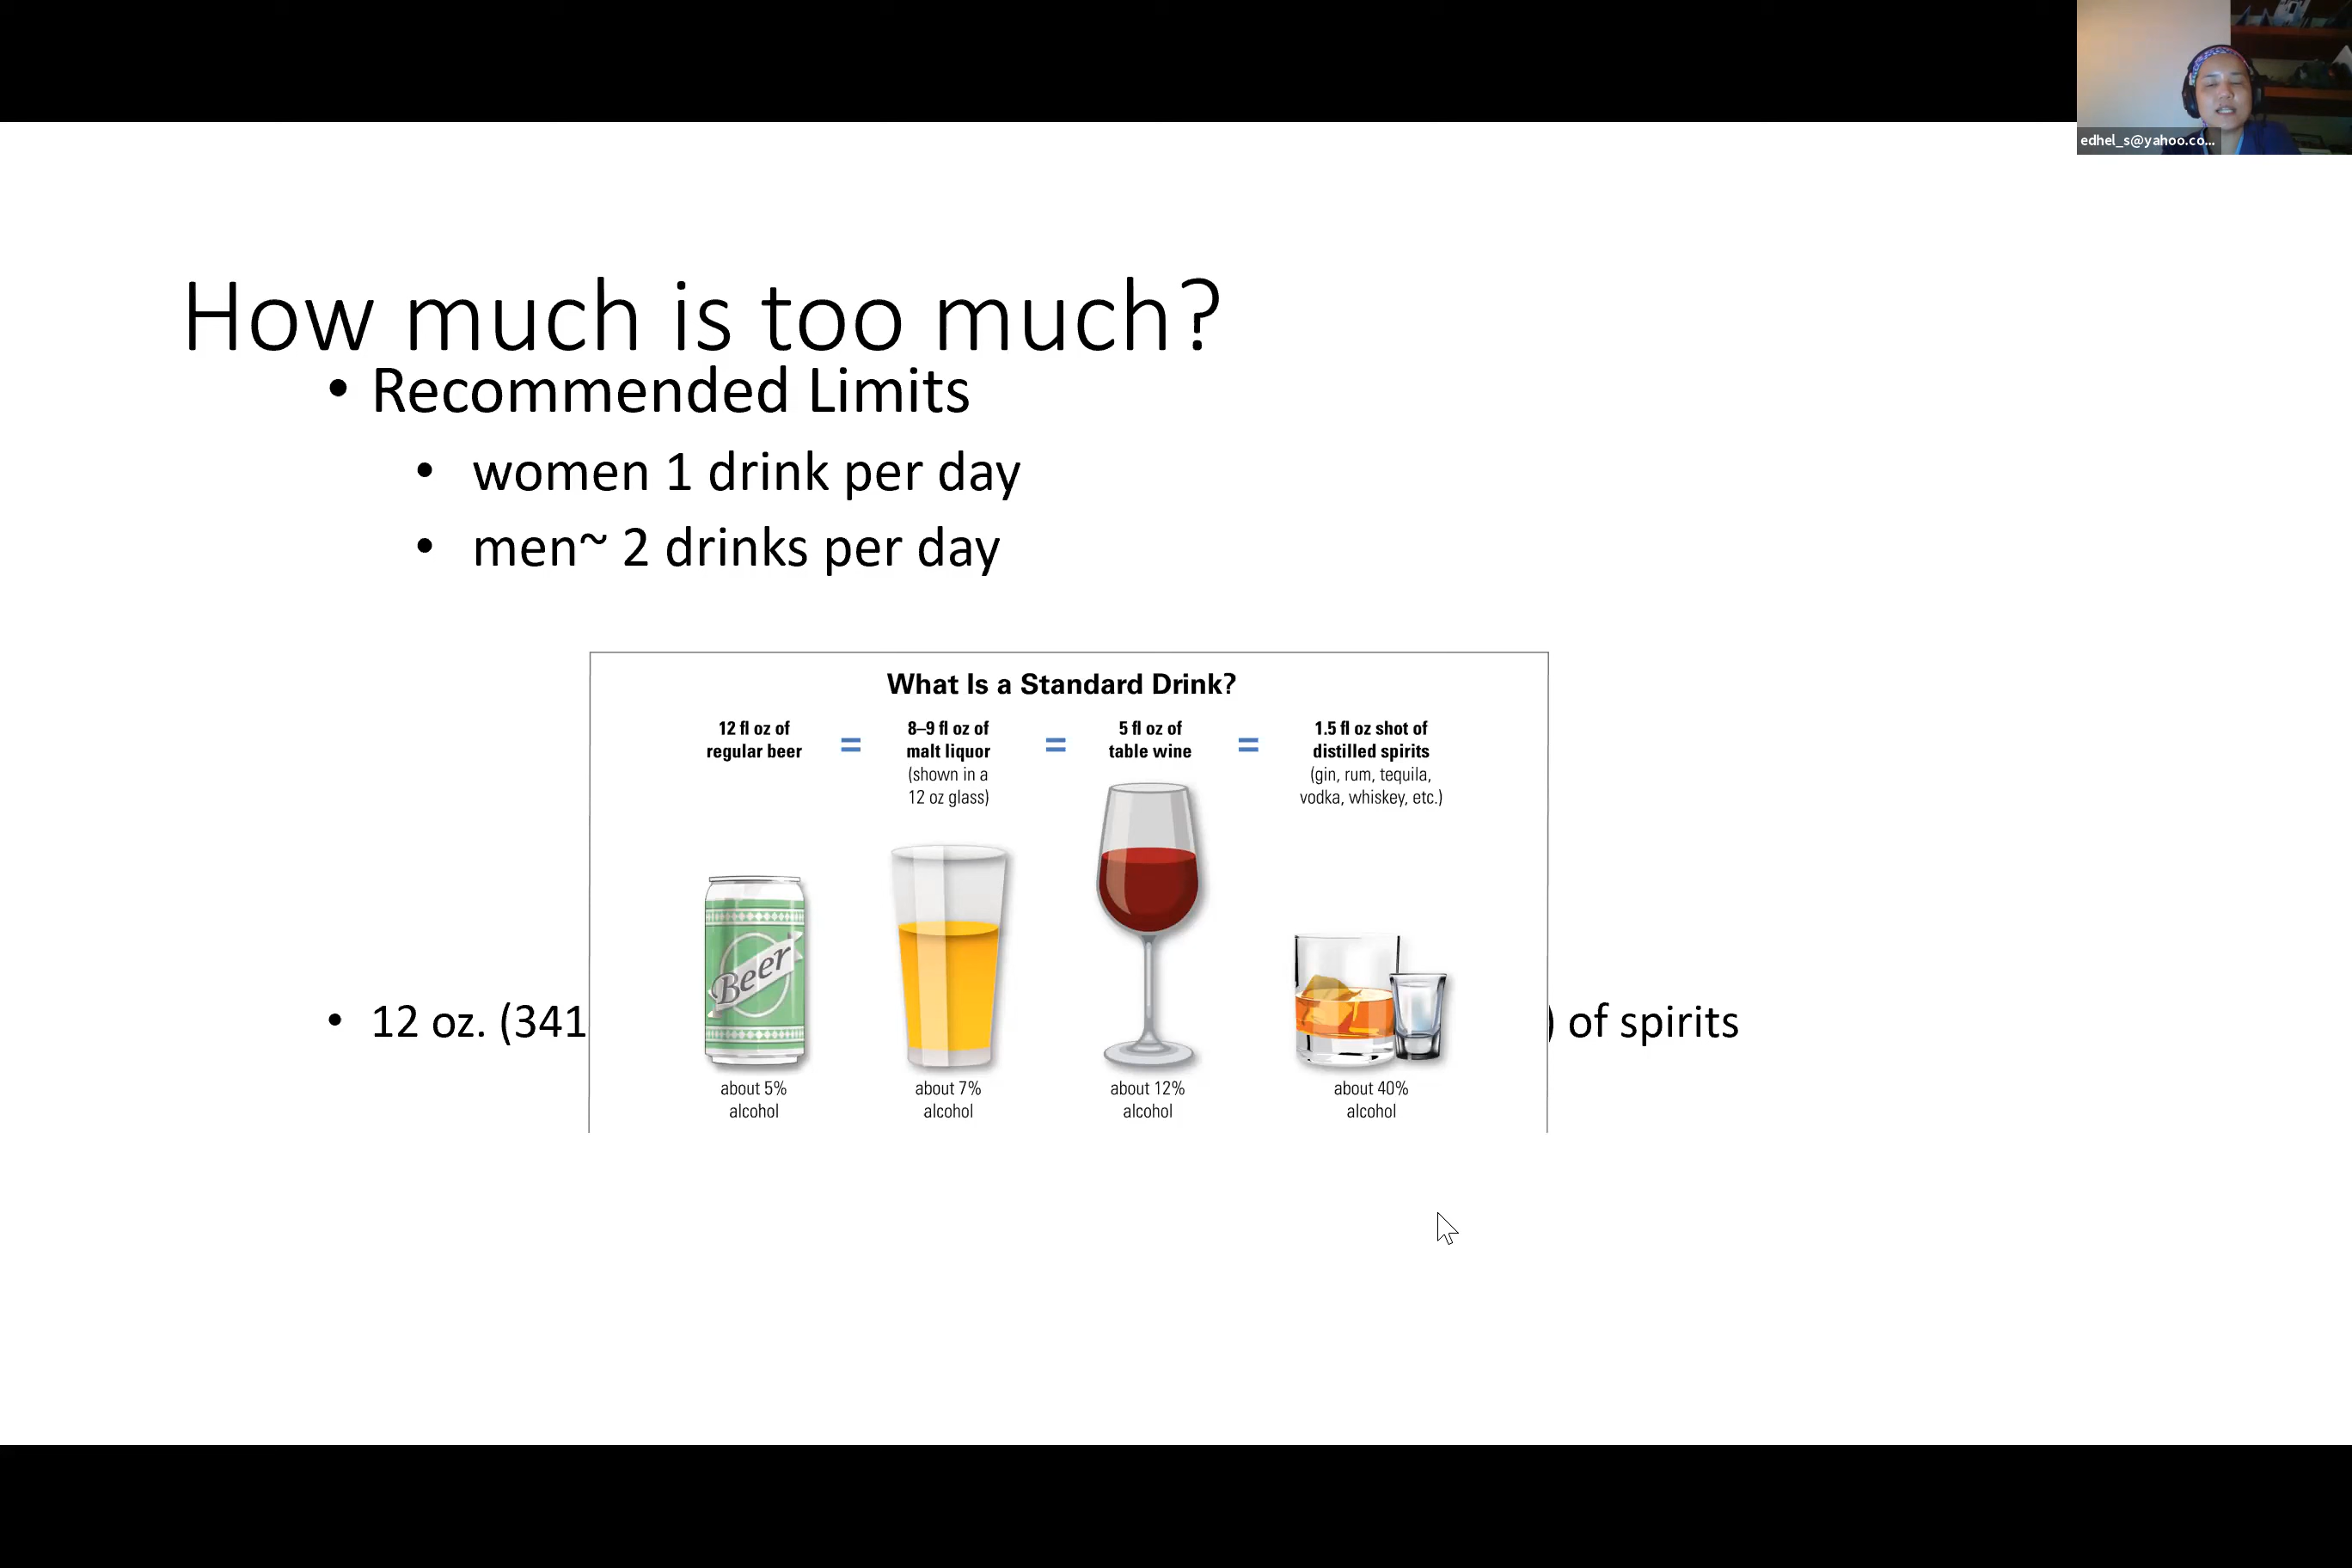 edhel_s@yahoo.co...
How much is too much?
• Recommended Limits
• women 1 drink per day
• men~ 2 drinks per day
What Is a Standard Drink?
12 fl oz of
regular beer
=
8–9 fl oz of
malt liquor
(shown in a
12 oz glass)
=
5 fl oz of
table wine
=
1.5 fl oz shot of
distilled spirits
(gin, rum, tequila,
vodka, whiskey, etc.)
Beer
• 12 oz. (341
) of spirits
about 5%
alcohol
about 7%
alcohol
about 12%
alcohol
about 40%
alcohol